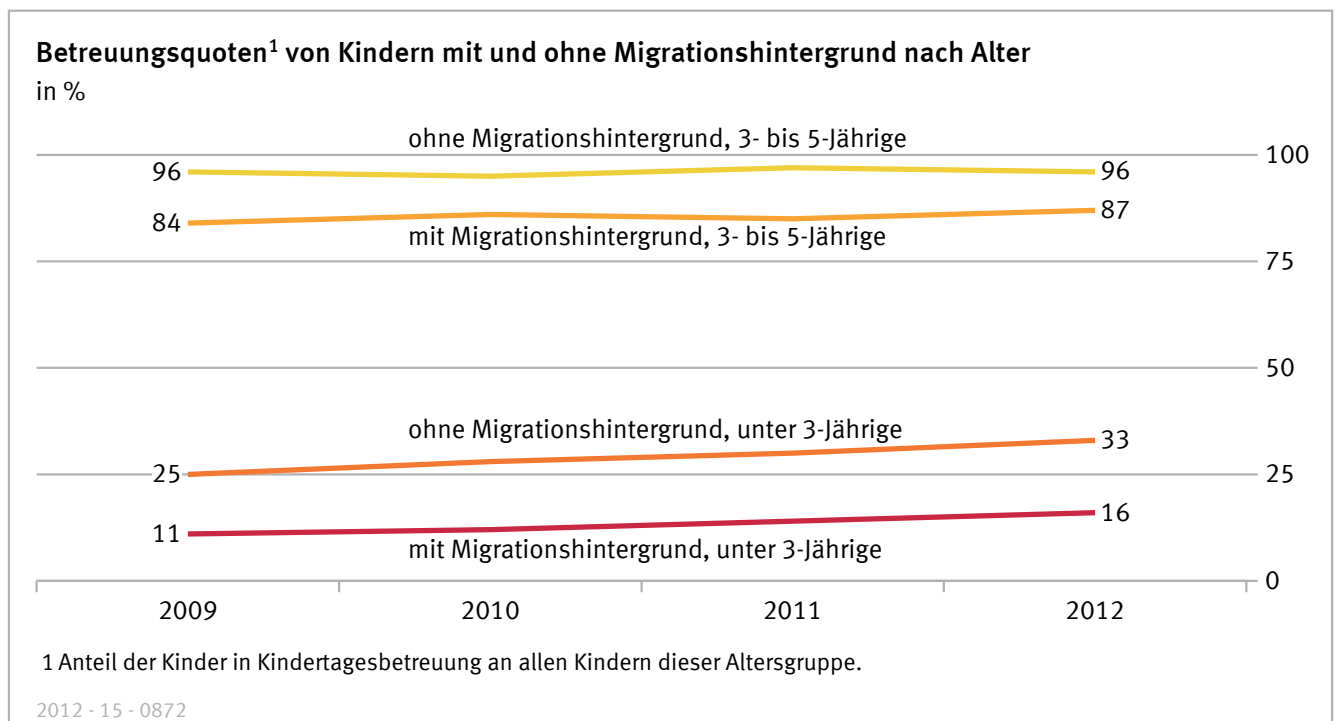 Betreuungsquoten¹ von Kindern mit und ohne Migrationshintergrund nach Alter
in %
ohne Migrationshintergrund, 3- bis 5-Jährige
100
96
96
84
87
mit Migrationshintergrund, 3- bis 5-Jährige
75
50
ohne Migrationshintergrund, unter 3-Jährige
33
25
25
11
16
mit Migrationshintergrund, unter 3-Jährige
0
2009 2010 2011 2012
1 Anteil der Kinder in Kindertagesbetreuung an allen Kindern dieser Altersgruppe.
2012 - 15 - 0872